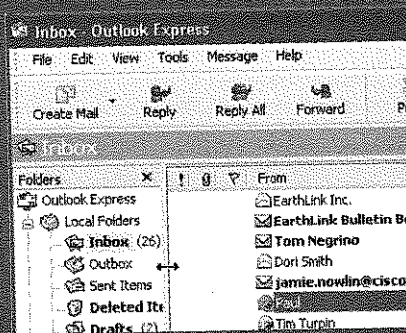 Inbox - Outlook Express
File Edit View Tools Message Help
Create Mail Reply Reply All Forward
Inbox
Folders × ! From
Outlook Express
EarthLink Inc.
Local Folders
EarthLink Bulletin Bo
Inbox (26)
Tom Negrino
Outbox
Dori Smith
Sent Items
jamie.nowlin@cisco
Deleted Ite
Paul
Drafts (2)
Tim Turpin